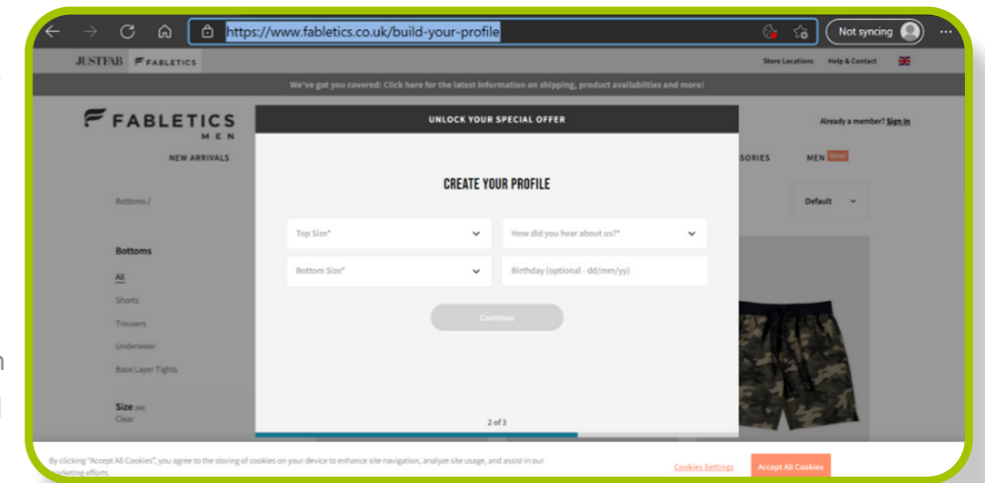 https://www.fabletics.co.uk/build-your-profile
Not syncing
JUSTFAB FABLETICS
Store Locations Help & Contact
We've got you covered: Click here for the latest information on shipping, product availabilties and more!
FABLETICS
MEN
UNLOCK YOUR SPECIAL OFFER
Already a member? Sign In
NEW ARRIVALS
SORIES
MEN New!
CREATE YOUR PROFILE
Bottoms /
Default
Top Size*
How did you hear about us?*
Bottoms
Bottom Size*
Birthday (optional - dd/mm/yy)
All
Shorts
Continue
Trousers
Underwear
Base Layer Tights
Size (All)
Clear
2 of 3
By clicking "Accept All Cookies", you agree to the storing of cookies on your device to enhance site navigation, analyze site usage, and assist in our
marketing efforts.
Cookies Settings
Accept All Cookies